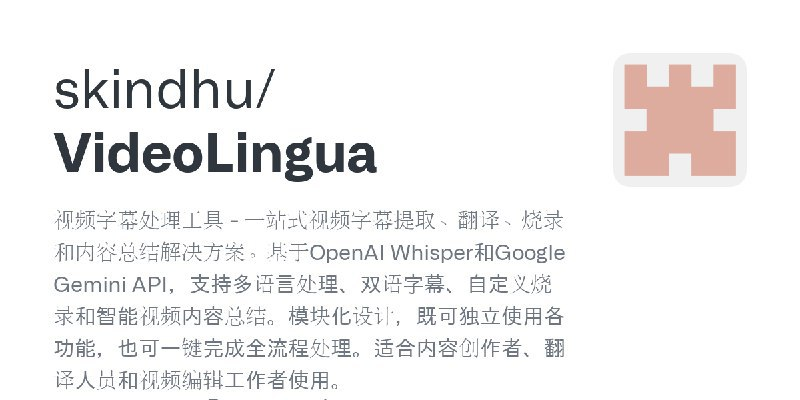 skindhu/
VideoLingua
视频字幕处理工具 - 一站式视频字幕提取、翻译、烧录
和内容总结解决方案。基于OpenAI Whisper和Google
Gemini API，支持多语言处理、双语字幕、自定义烧
录和智能视频内容总结。模块化设计，既可独立使用各
功能，也可一键完成全流程处理。适合内容创作者、翻
译人员和视频编辑工作者使用。